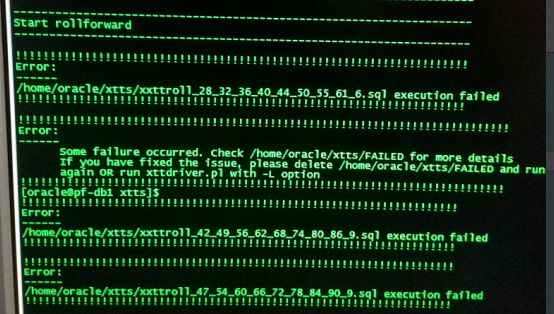 --------------------------------------------------------------------
Start rollforward
--------------------------------------------------------------------
!!!!!!!!!!!!!!!!!!!!!!!!!!!!!!!!!!!!!!!!!!!!!!!!!!!!!!!!!!!!!!!!!!!!
Error:
------
/home/oracle/xtts/xxttroll_28_32_36_40_44_50_55_61_6.sql execution failed
!!!!!!!!!!!!!!!!!!!!!!!!!!!!!!!!!!!!!!!!!!!!!!!!!!!!!!!!!!!!!!!!!!!!
!!!!!!!!!!!!!!!!!!!!!!!!!!!!!!!!!!!!!!!!!!!!!!!!!!!!!!!!!!!!!!!!!!!!!!!!!!
Error:
------
Some failure occurred. Check /home/oracle/xtts/FAILED for more details
If you have fixed the issue, please delete /home/oracle/xtts/FAILED and run
again OR run xttdriver.pl with -L option
!!!!!!!!!!!!!!!!!!!!!!!!!!!!!!!!!!!!!!!!!!!!!!!!!!!!!!!!!!!!!!!!!!!!!!!!!!
[oracle@pf-db1 xtts]$
!!!!!!!!!!!!!!!!!!!!!!!!!!!!!!!!!!!!!!!!!!!!!!!!!!!!!!!!!!!!!!!!!!!!
Error:
------
/home/oracle/xtts/xxttroll_42_49_56_62_68_74_80_86_9.sql execution failed
!!!!!!!!!!!!!!!!!!!!!!!!!!!!!!!!!!!!!!!!!!!!!!!!!!!!!!!!!!!!!!!!!!!!
!!!!!!!!!!!!!!!!!!!!!!!!!!!!!!!!!!!!!!!!!!!!!!!!!!!!!!!!!!!!!!!!!!!!
Error:
------
/home/oracle/xtts/xxttroll_47_54_60_66_72_78_84_90_9.sql execution failed
!!!!!!!!!!!!!!!!!!!!!!!!!!!!!!!!!!!!!!!!!!!!!!!!!!!!!!!!!!!!!!!!!!!!